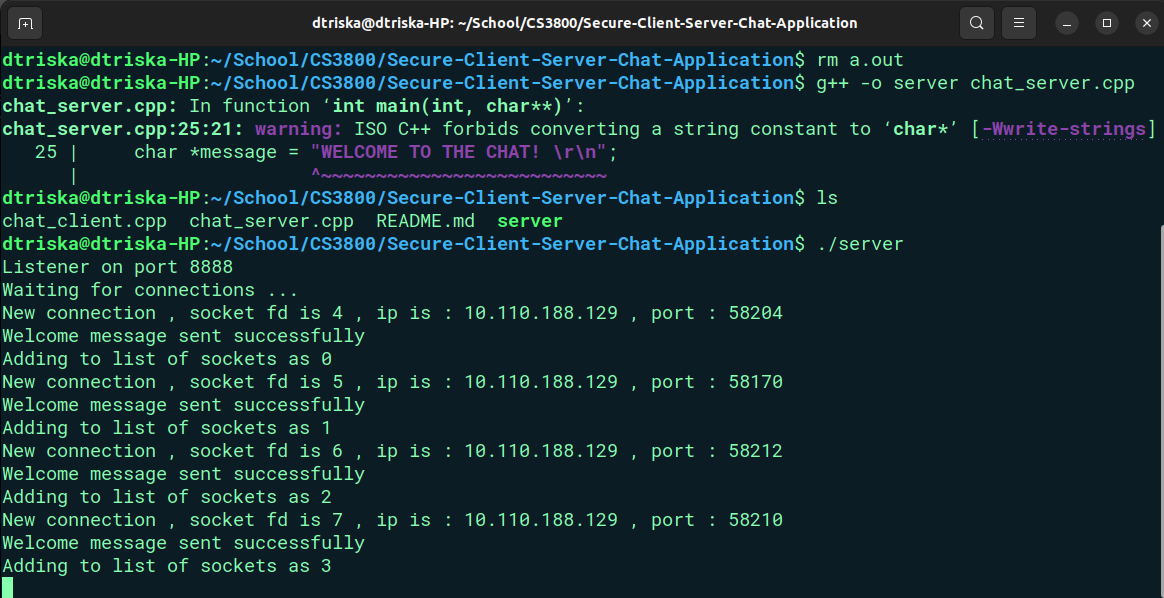 dtriska@dtriska-HP: ~/School/CS3800/Secure-Client-Server-Chat-Application
dtriska@dtriska-HP:~/School/CS3800/Secure-Client-Server-Chat-Application$ rm a.out
dtriska@dtriska-HP:~/School/CS3800/Secure-Client-Server-Chat-Application$ g++ -o server chat_server.cpp
chat_server.cpp: In function ‘int main(int, char**)’:
chat_server.cpp:25:21: warning: ISO C++ forbids converting a string constant to ‘char*’ [-Wwrite-strings]
   25 |     char *message = "WELCOME TO THE CHAT! \r\n";
      |                     ^~~~~~~~~~~~~~~~~~~~~~~~~~~
dtriska@dtriska-HP:~/School/CS3800/Secure-Client-Server-Chat-Application$ ls
chat_client.cpp  chat_server.cpp  README.md  server
dtriska@dtriska-HP:~/School/CS3800/Secure-Client-Server-Chat-Application$ ./server
Listener on port 8888
Waiting for connections ...
New connection , socket fd is 4 , ip is : 10.110.188.129 , port : 58204
Welcome message sent successfully
Adding to list of sockets as 0
New connection , socket fd is 5 , ip is : 10.110.188.129 , port : 58170
Welcome message sent successfully
Adding to list of sockets as 1
New connection , socket fd is 6 , ip is : 10.110.188.129 , port : 58212
Welcome message sent successfully
Adding to list of sockets as 2
New connection , socket fd is 7 , ip is : 10.110.188.129 , port : 58210
Welcome message sent successfully
Adding to list of sockets as 3